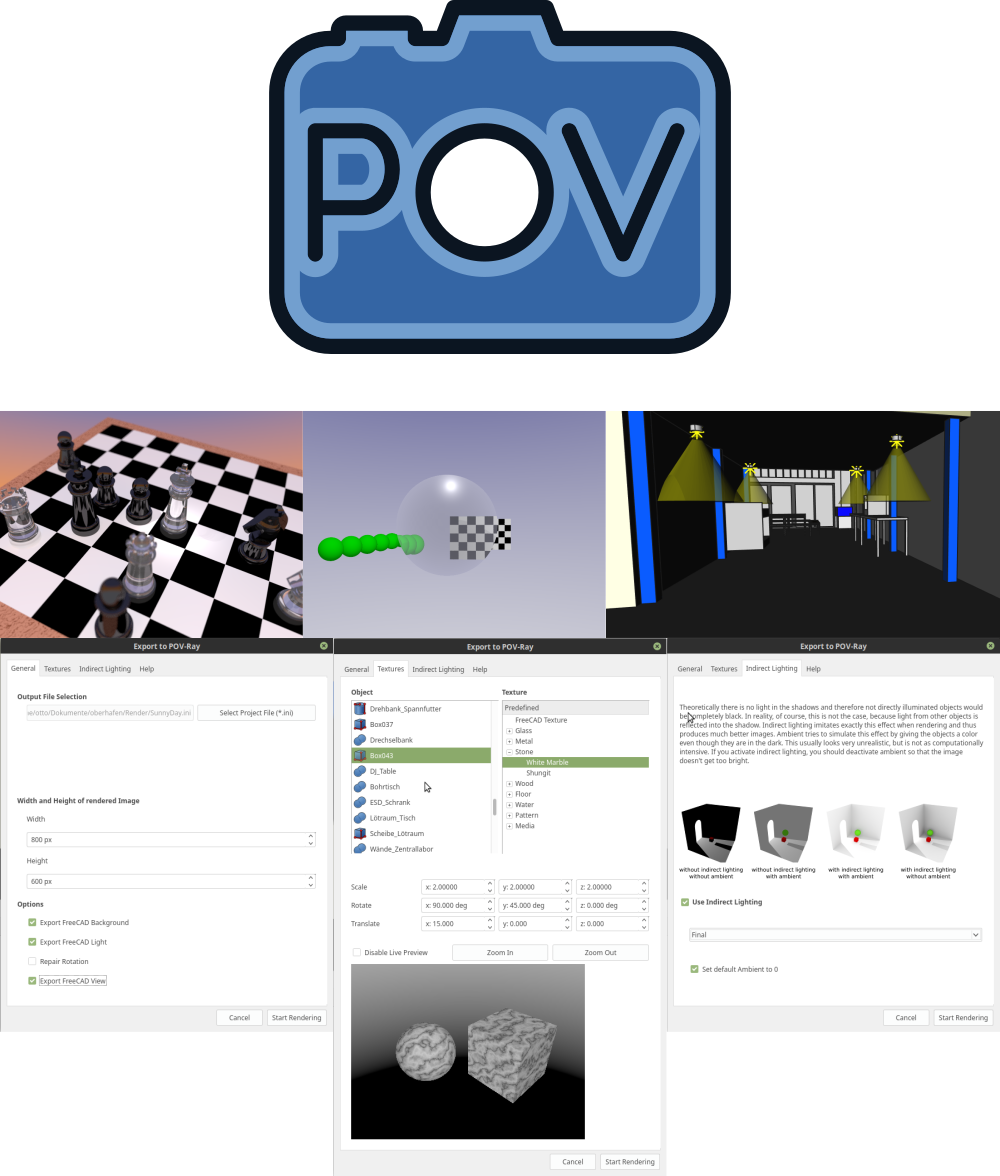 POV
Export to POV-Ray
General
Textures
Indirect Lighting
Help
Output File Selection
se/otto/Dokumente/oberhafen/Render/SunnyDay.ini
Select Project File (*.ini)
Width and Height of rendered Image
Width
800 px
Height
600 px
Options
Export FreeCAD Background
Export FreeCAD Light
Repair Rotation
Export FreeCAD View
Cancel
Start Rendering
Export to POV-Ray
General
Textures
Indirect Lighting
Help
Object
Drehbank_Spannfutter
Box037
Drechselbank
Box043
DJ_Table
Bohrtisch
ESD_Schrank
Lötraum_Tisch
Scheibe_Lötraum
Wände_Zentrallabor
Texture
Predefined
FreeCAD Texture
Glass
Metal
Stone
White Marble
Shungit
Wood
Floor
Water
Pattern
Media
Scale
x: 2.00000
y: 2.00000
z: 2.00000
Rotate
x: 90.000 deg
y: 45.000 deg
z: 0.000 deg
Translate
x: 15.000
y: 0.000
z: 0.000
Disable Live Preview
Zoom In
Zoom Out
Cancel
Start Rendering
Export to POV-Ray
General
Textures
Indirect Lighting
Help
Theoretically there is no light in the shadows and therefore not directly illuminated objects would
be completely black. In reality, of course, this is not the case, because light from other objects is
reflected into the shadow. Indirect lighting imitates exactly this effect when rendering and thus
produces much better images. Ambient tries to simulate this effect by giving the objects a color
even though they are in the dark. This usually looks very unrealistic, but is not as computationally
intensive. If you activate indirect lighting, you should deactivate ambient so that the image
doesn't get too bright.
without indirect lighting
without ambient
without indirect lighting
with ambient
with indirect lighting
with ambient
with indirect lighting
without ambient
Use Indirect Lighting
Final
Set default Ambient to 0
Cancel
Start Rendering